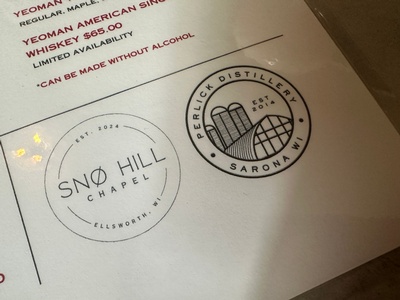 YEOMAN
REGULAR, MAPLE,
YEOMAN AMERICAN SING
WHISKEY $65.00
LIMITED AVAILABILITY
*CAN BE MADE WITHOUT ALCOHOL
EST. 2024
SNØ HILL
CHAPEL
ELLSWORTH, WI
PERLICK DISTILLERY
EST.
2014
SARONA WI